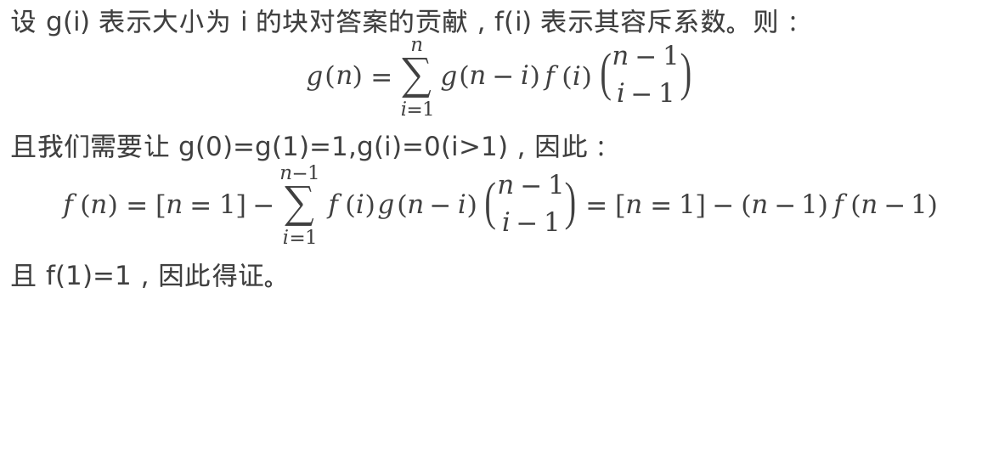 设 g(i) 表示大小为 i 的块对答案的贡献，f(i) 表示其容斥系数。则：
$g(n) = \sum_{i=1}^{n} g(n-i)f(i)\binom{n-1}{i-1}$
且我们需要让 g(0)=g(1)=1,g(i)=0(i>1)，因此：
$f(n) = [n=1] - \sum_{i=1}^{n-1} f(i)g(n-i)\binom{n-1}{i-1} = [n=1] - (n-1)f(n-1)$
且 f(1)=1，因此得证。